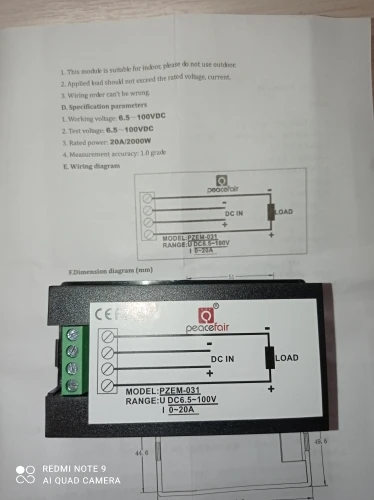 1. This module is suitable for indoor, please do not use outdoor.
2. Applied load should not exceed the rated voltage, current.
3. Wiring order can't be wrong.
D. Specification parameters
1. Working voltage: 6.5~100VDC
2. Test voltage: 6.5~100VDC
3. Rated power: 20A/2000W
4. Measurement accuracy: 1.0 grade
E. Wiring diagram
peacefair
-
-
DC IN
LOAD
+
+
MODEL: PZEM-031
RANGE: U DC6.5~100V
I 0~20A
F.Dimension diagram (mm)
CE
®
peacefair
-
-
DC IN
LOAD
+
+
MODEL: PZEM-031
RANGE: U DC6.5~100V
I 0~20A
44.6
REDMI NOTE 9
AI QUAD CAMERA